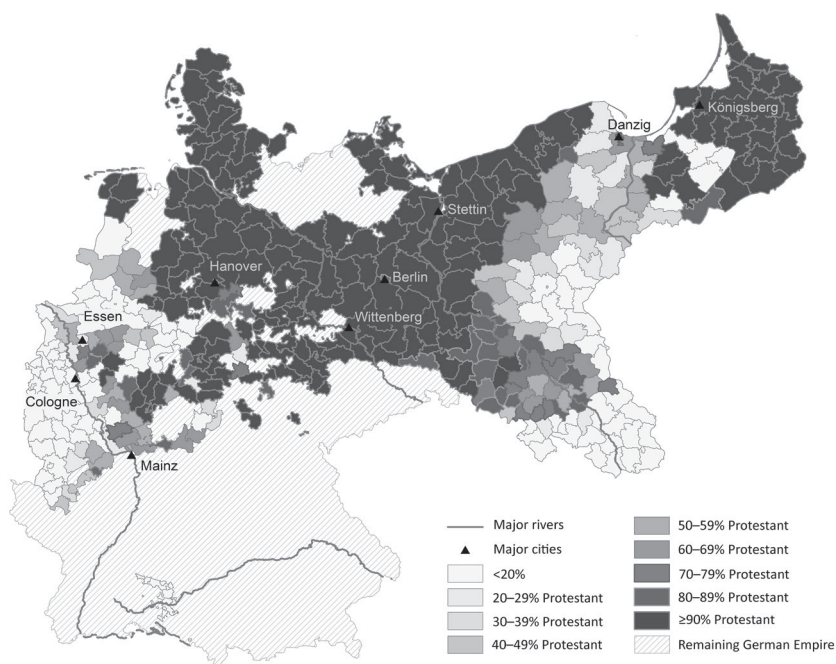 Königsberg
Danzig
Stettin
Hanover
Berlin
Essen
Wittenberg
Cologne
Mainz
Major rivers
Major cities
<20%
20–29% Protestant
30–39% Protestant
40–49% Protestant
50–59% Protestant
60–69% Protestant
70–79% Protestant
80–89% Protestant
≥90% Protestant
Remaining German Empire